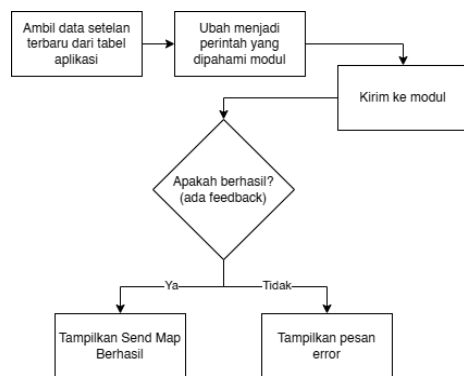 Ambil data setelan
terbaru dari tabel
aplikasi
Ubah menjadi
perintah yang
dipahami modul
Kirim ke modul
Apakah berhasil?
(ada feedback)
Ya
Tidak
Tampilkan Send Map
Berhasil
Tampilkan pesan
error